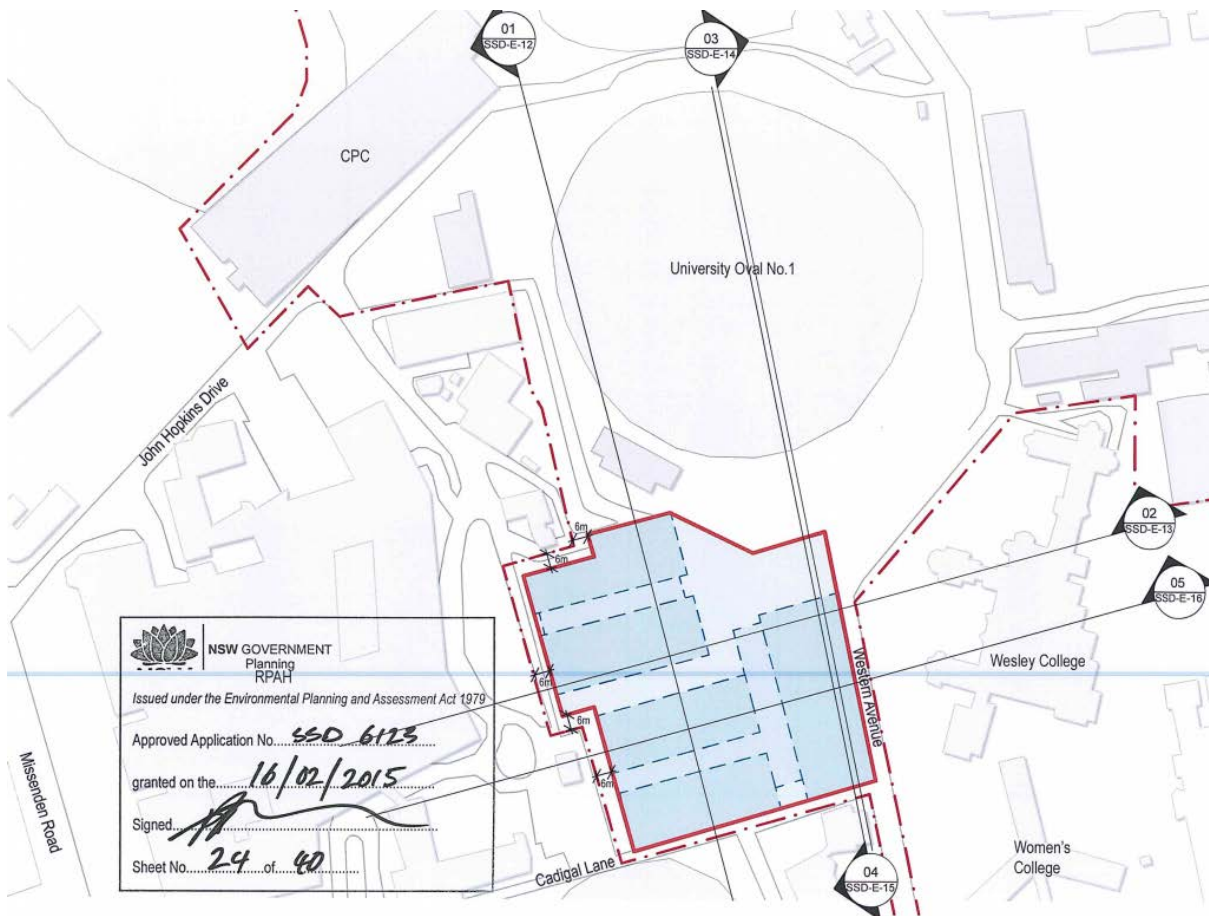 01
SSD-E-12
03
SSD-E-14
CPC
University Oval No.1
John Hopkins Drive
02
SSD-E-13
05
SSD-E-16
6m
6m
6m
6m
6m
Wesley College
Western Avenue
Missenden Road
Cadigal Lane
Women's
College
04
SSD-E-15
NSW GOVERNMENT
Planning
RPAH
Issued under the Environmental Planning and Assessment Act 1979
Approved Application No. SSD 6123
granted on the 16/02/2015
Signed
Sheet No. 24 of 40